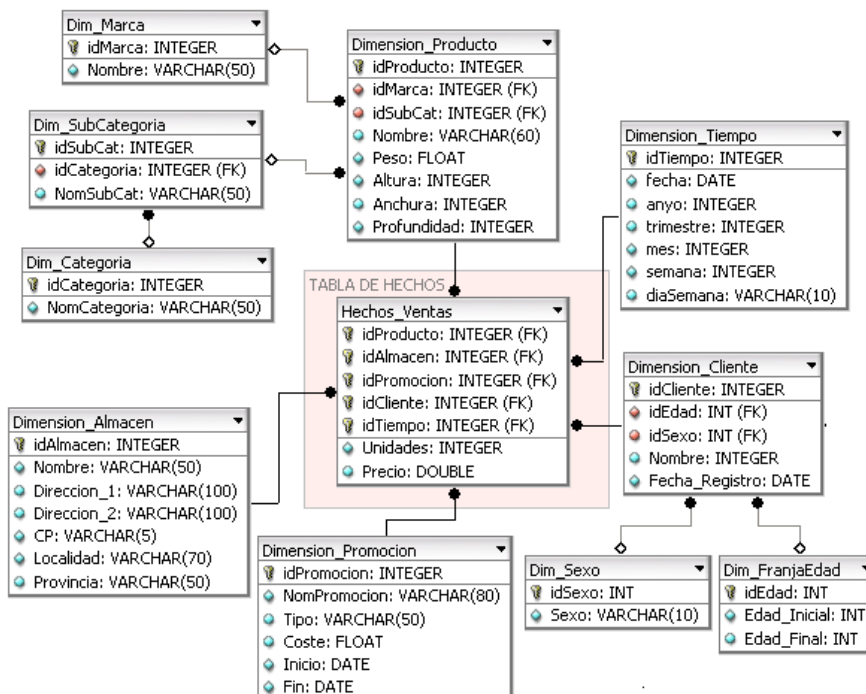 Dim_Marca
idMarca: INTEGER
Nombre: VARCHAR(50)
Dimension_Producto
idProducto: INTEGER
idMarca: INTEGER (FK)
idSubCat: INTEGER (FK)
Nombre: VARCHAR(60)
Peso: FLOAT
Altura: INTEGER
Anchura: INTEGER
Profundidad: INTEGER
Dim_SubCategoria
idSubCat: INTEGER
idCategoria: INTEGER (FK)
NomSubCat: VARCHAR(50)
Dimension_Tiempo
idTiempo: INTEGER
fecha: DATE
anyo: INTEGER
trimestre: INTEGER
mes: INTEGER
semana: INTEGER
diaSemana: VARCHAR(10)
Dim_Categoria
idCategoria: INTEGER
NomCategoria: VARCHAR(50)
TABLA DE HECHOS
Hechos_Ventas
idProducto: INTEGER (FK)
idAlmacen: INTEGER (FK)
idPromocion: INTEGER (FK)
idCliente: INTEGER (FK)
idTiempo: INTEGER (FK)
Unidades: INTEGER
Precio: DOUBLE
Dimension_Cliente
idCliente: INTEGER
idEdad: INT (FK)
idSexo: INT (FK)
Nombre: INTEGER
Fecha_Registro: DATE
Dimension_Almacen
idAlmacen: INTEGER
Nombre: VARCHAR(50)
Direccion_1: VARCHAR(100)
Direccion_2: VARCHAR(100)
CP: VARCHAR(5)
Localidad: VARCHAR(70)
Provincia: VARCHAR(50)
Dimension_Promocion
idPromocion: INTEGER
NomPromocion: VARCHAR(80)
Tipo: VARCHAR(50)
Coste: FLOAT
Inicio: DATE
Fin: DATE
Dim_Sexo
idSexo: INT
Sexo: VARCHAR(10)
Dim_FranjaEdad
idEdad: INT
Edad_Inicial: INT
Edad_Final: INT